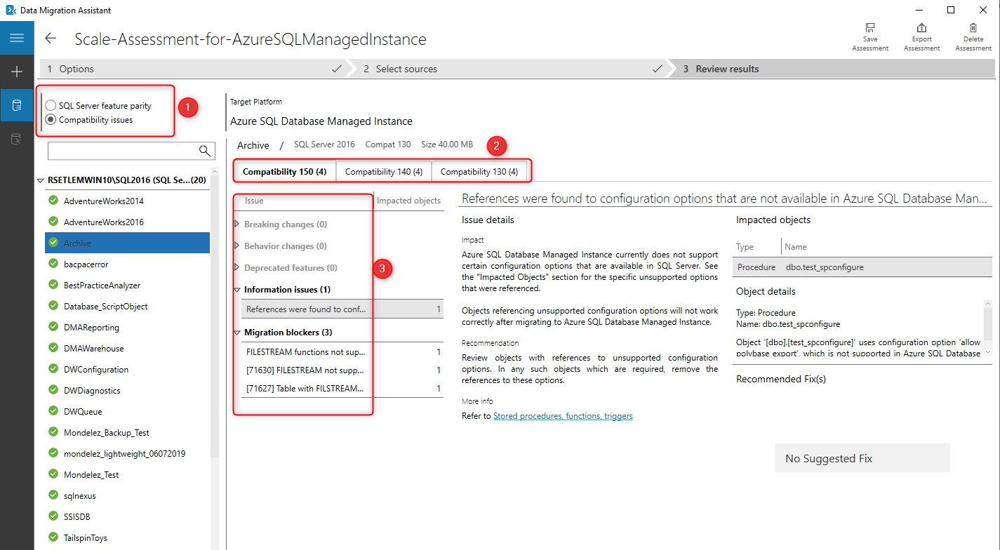 Data Migration Assistant
Scale-Assessment-for-AzureSQLManagedInstance
Save
Assessment
Export
Assessment
Delete
Assessment
1 Options
2 Select sources
3 Review results
SQL Server feature parity
Compatibility issues
1
RSETLEMWIN10\SQL2016 (SQL Se...(20)
AdventureWorks2014
AdventureWorks2016
Archive
bacpacerror
BestPracticeAnalyzer
Database_ScriptObject
DMAReporting
DMAWarehouse
DWConfiguration
DWDiagnostics
DWQueue
Mondelez_Backup_Test
mondelez_lightweight_06072019
Mondelez_Test
sqlnexus
SSISDB
TailspinToys
Target Platform
Azure SQL Database Managed Instance
Archive / SQL Server 2016 Compat 130 Size 40.00 MB
2
Compatibility 150 (4) Compatibility 140 (4) Compatibility 130 (4)
Issue Impacted objects
Breaking changes (0)
Behavior changes (0)
Deprecated features (0)
3
Information issues (1)
References were found to conf... 1
Migration blockers (3)
FILESTREAM functions not sup... 1
[71630] FILESTREAM not supp... 1
[71627] Table with FILSTREAM... 1
References were found to configuration options that are not available in Azure SQL Database Man...
Issue details
Impact
Azure SQL Database Managed Instance currently does not support
certain configuration options that are available in SQL Server. See
the "Impacted Objects" section for the specific unsupported options
that were referenced.
Objects referencing unsupported configuration options will not work
correctly after migrating to Azure SQL Database Managed Instance.
Recommendation
Review objects with references to unsupported configuration
options. In any such objects which are required, remove the
references to these options.
More info
Refer to Stored procedures, functions, triggers
Impacted objects
Type Name
Procedure dbo.test_spconfigure
Object details
Type: Procedure
Name: dbo.test_spconfigure
Object '[dbo].[test_spconfigure]' uses configuration option 'allow
polybase export', which is not supported in Azure SQL Database
Recommended Fix(s)
No Suggested Fix